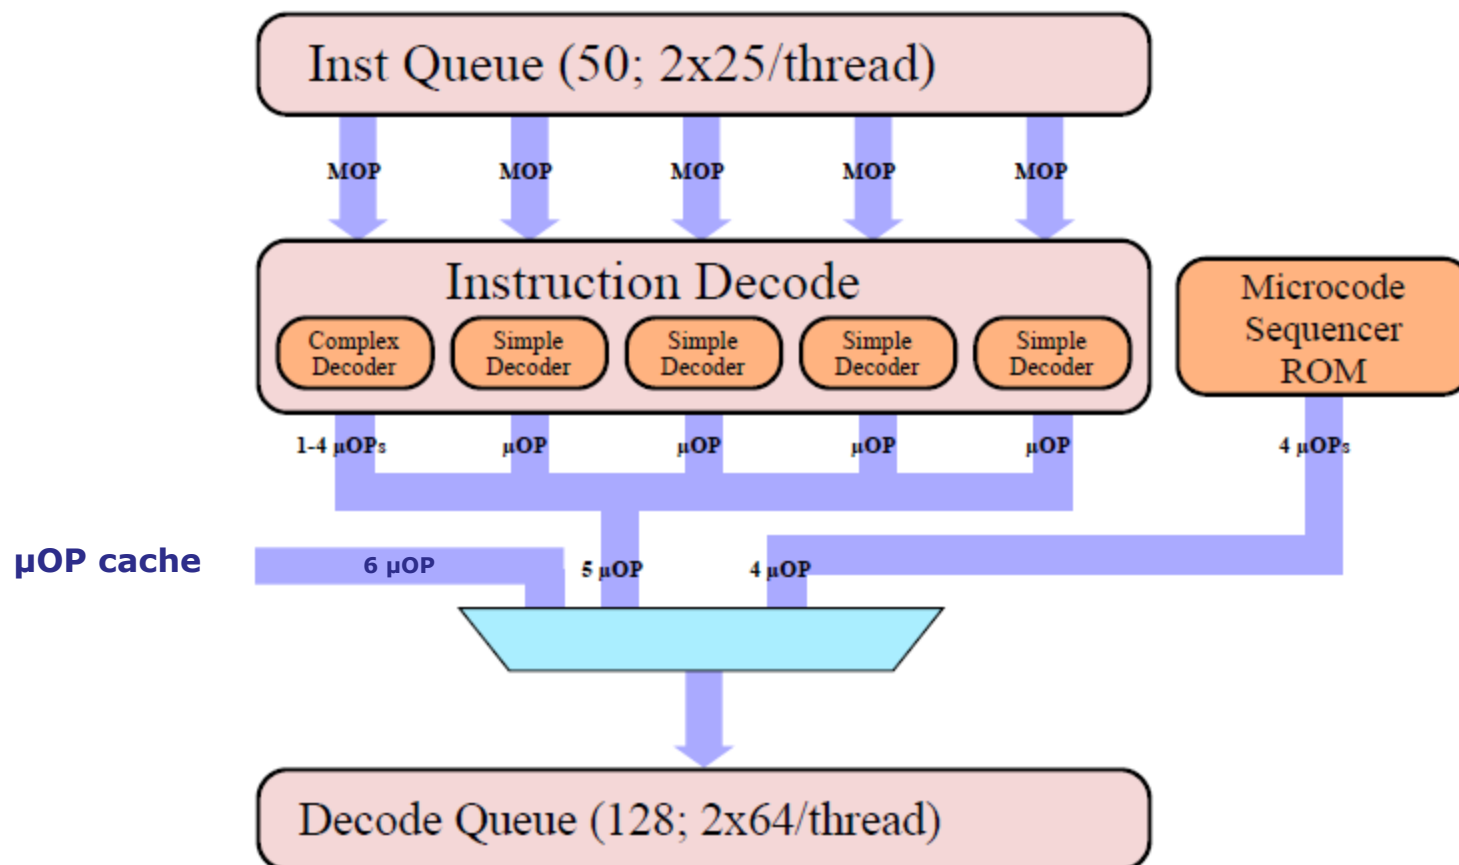 Inst Queue (50; 2x25/thread)
MOP
MOP
MOP
MOP
MOP
Instruction Decode
Complex
Decoder
Simple
Decoder
Simple
Decoder
Simple
Decoder
Simple
Decoder
Microcode
Sequencer
ROM
1-4 µOPs
µOP
µOP
µOP
µOP
4 µOPs
µOP cache
6 µOP
5 µOP
4 µOP
Decode Queue (128; 2x64/thread)